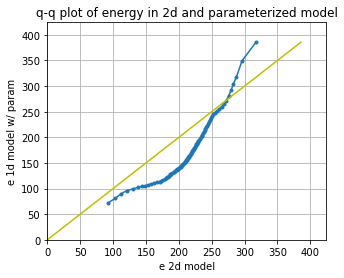 q-q plot of energy in 2d and parameterized model
e 1d model w/ param
400
350
300
250
200
150
100
50
0
0 50 100 150 200 250 300 350 400
e 2d model